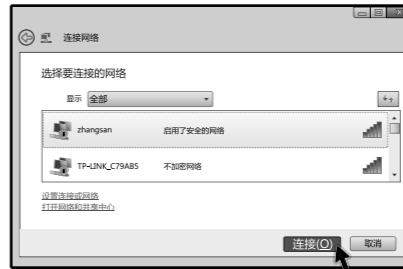 连接网络
选择要连接的网络
显示 全部
zhangsan 启用了安全的网络
TP-LINK_C79AB5 不加密网络
设置连接或网络
打开网络和共享中心
连接(O) 取消